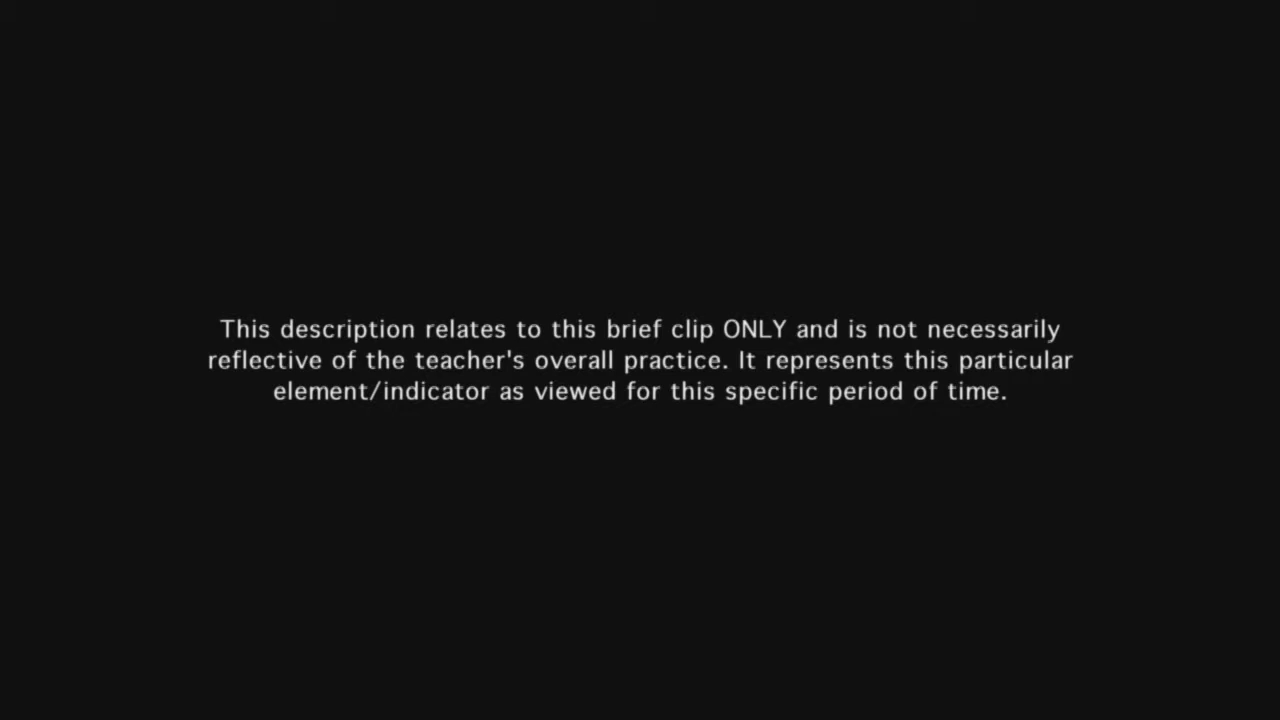 This description relates to this brief clip ONLY and is not necessarily
reflective of the teacher's overall practice. It represents this particular
element/indicator as viewed for this specific period of time.